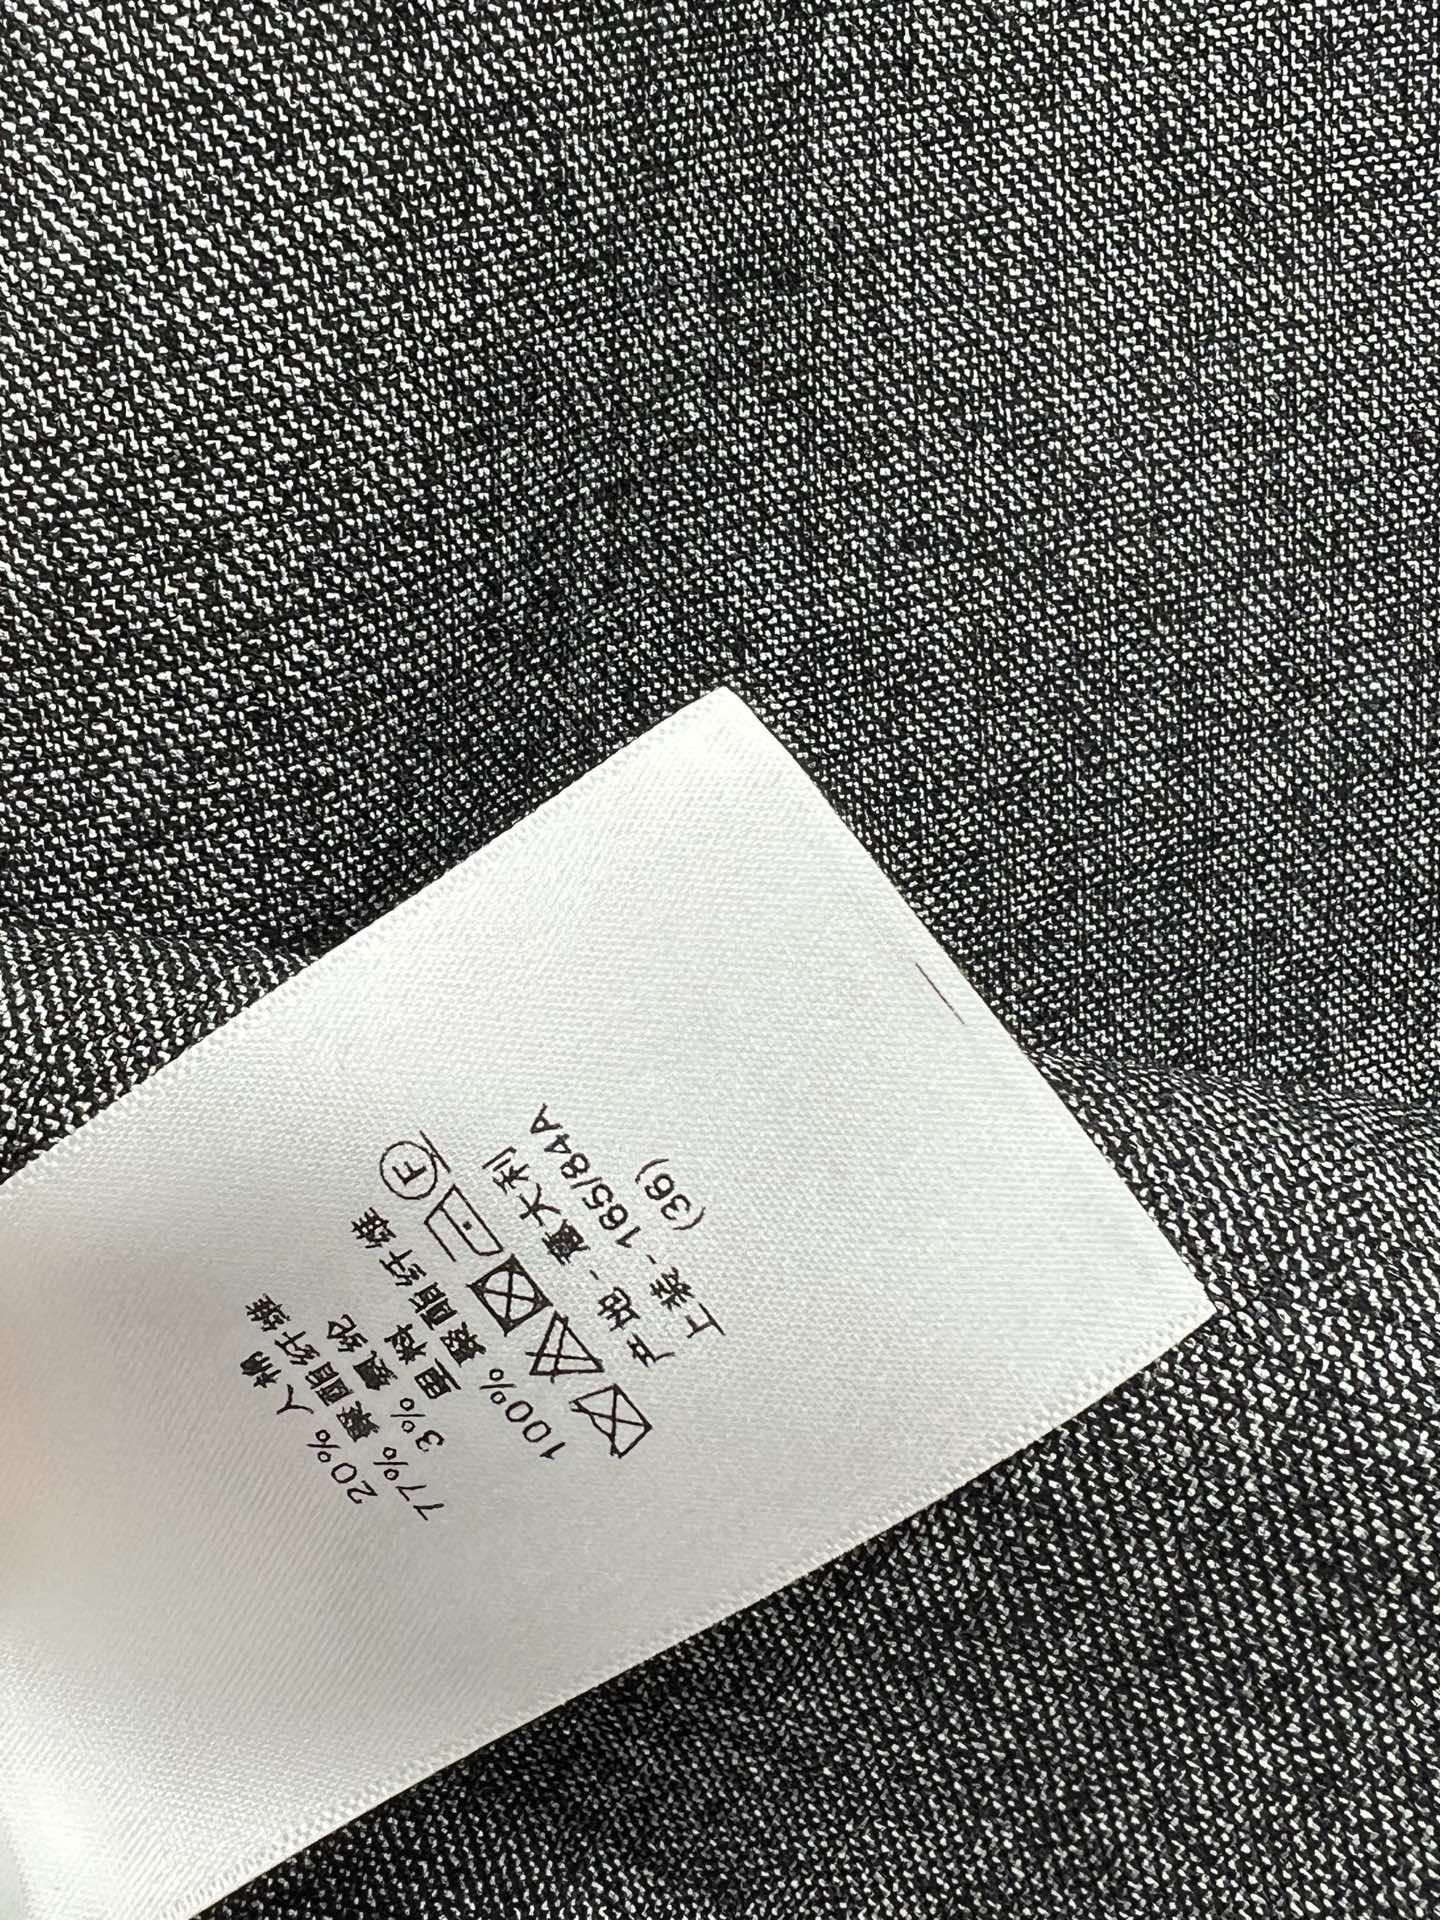 20% 人棉
77% 聚酯纤维
3% 氨纶
里料
100% 聚酯纤维
F
产地 - 意大利
上装 - 165/84A
(36)